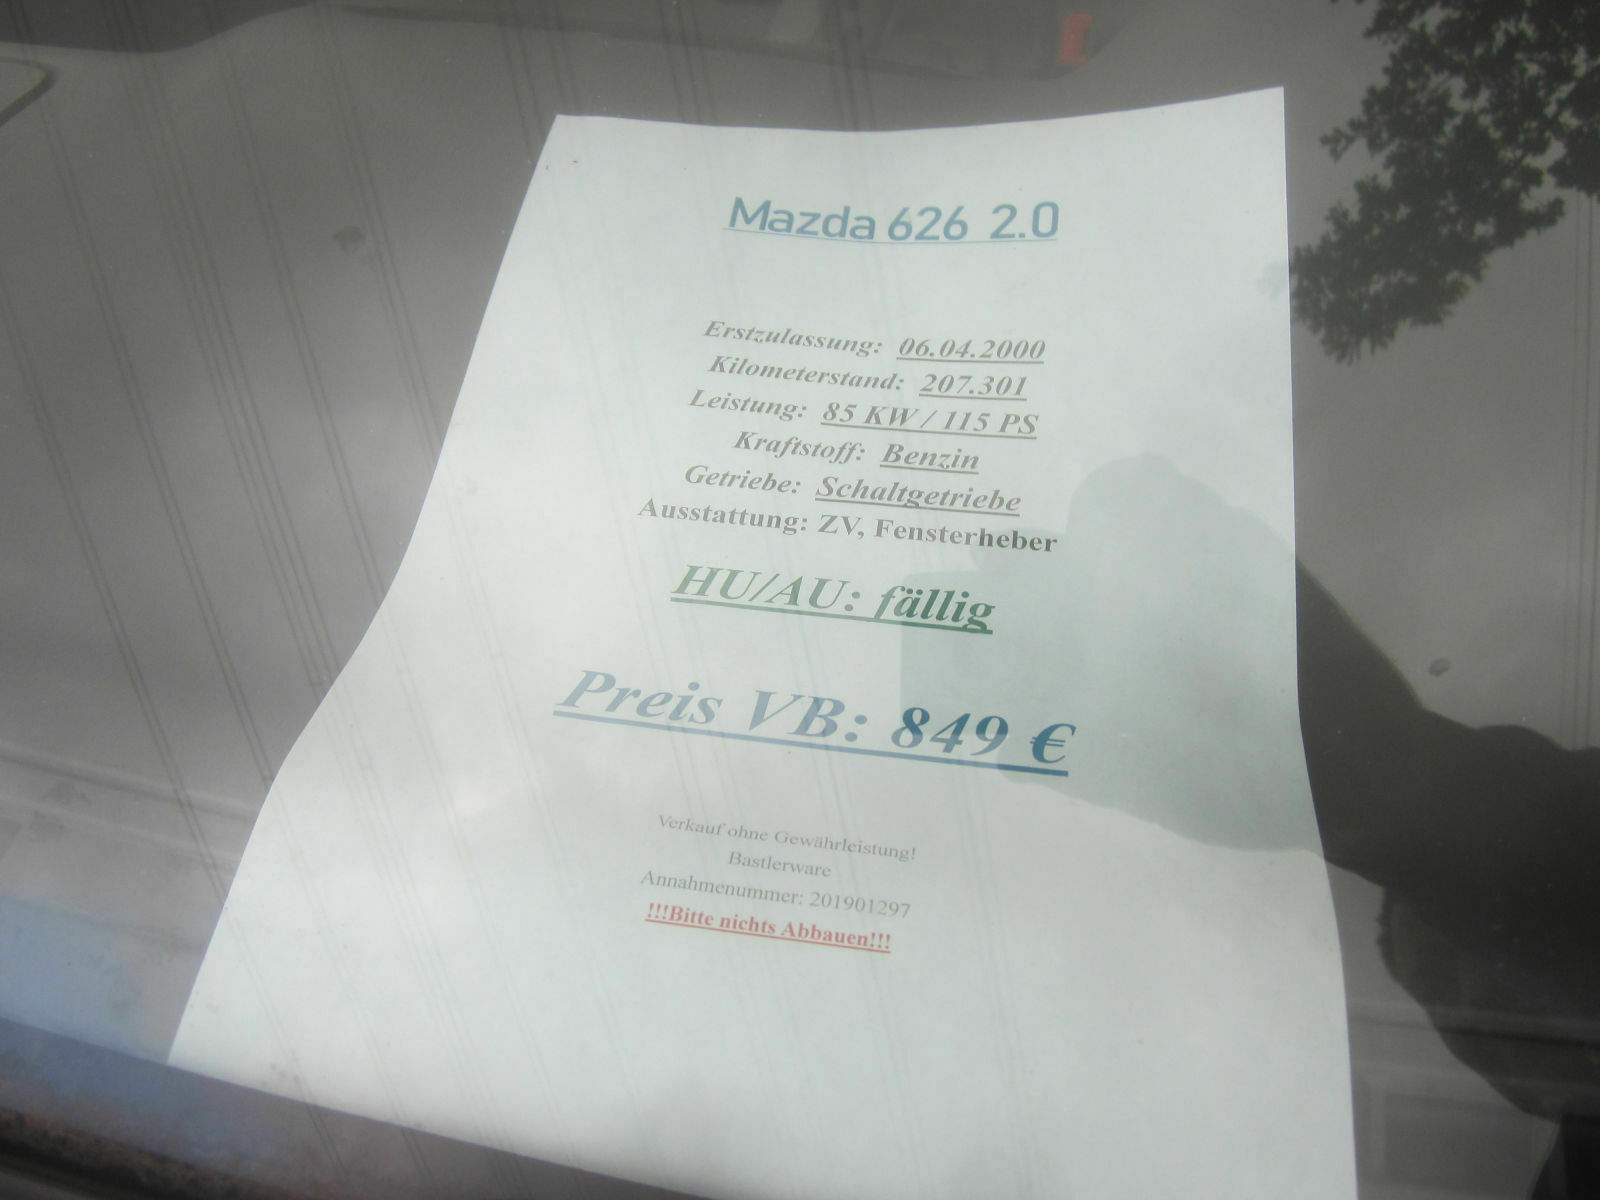 Mazda 626 2.0
Erstzulassung: 06.04.2000
Kilometerstand: 207.301
Leistung: 85 KW / 115 PS
Kraftstoff: Benzin
Getriebe: Schaltgetriebe
Ausstattung: ZV, Fensterheber
HU/AU: fällig
Preis VB: 849 €
Verkauf ohne Gewährleistung!
Bastlerware
Annahmenummer: 201901297
!!!Bitte nichts Abbauen!!!